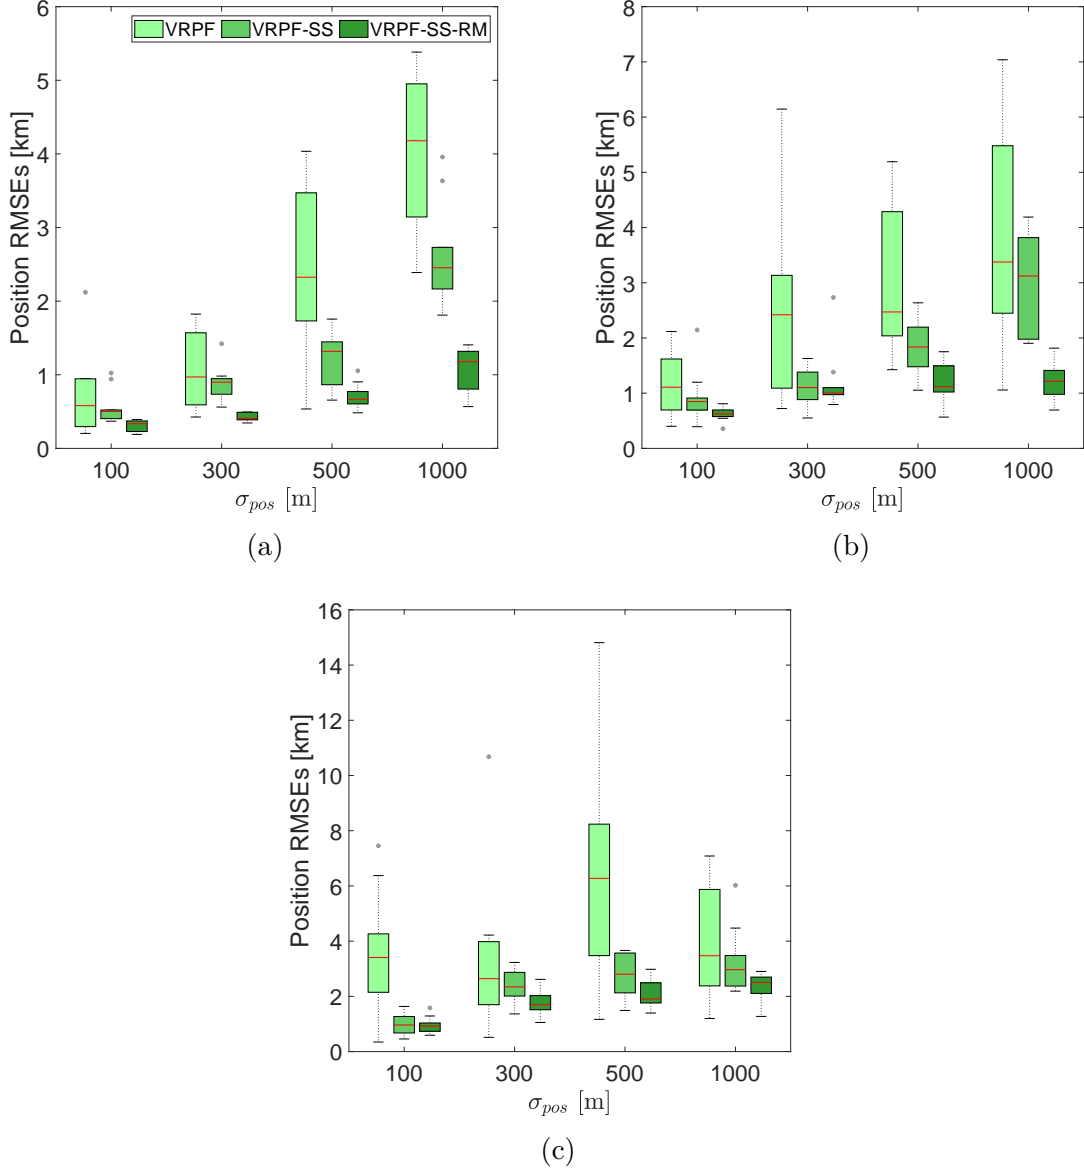 VRPF VRPF-SS VRPF-SS-RM
Position RMSEs [km]
6
5
4
3
2
1
0
100 300 500 1000
σpos [m]
(a)
Position RMSEs [km]
8
7
6
5
4
3
2
1
0
100 300 500 1000
σpos [m]
(b)
Position RMSEs [km]
16
14
12
10
8
6
4
2
0
100 300 500 1000
σpos [m]
(c)